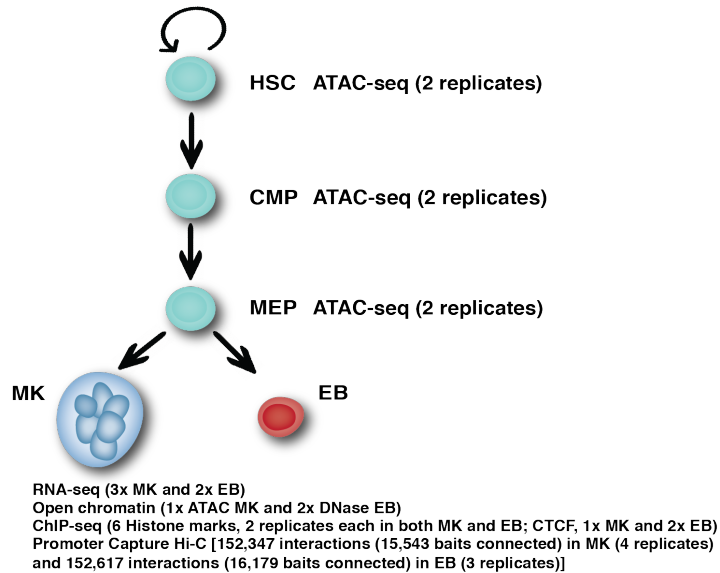 HSC ATAC-seq (2 replicates)
CMP ATAC-seq (2 replicates)
MEP ATAC-seq (2 replicates)
MK
EB
RNA-seq (3x MK and 2x EB)
Open chromatin (1x ATAC MK and 2x DNase EB)
ChIP-seq (6 Histone marks, 2 replicates each in both MK and EB; CTCF, 1x MK and 2x EB)
Promoter Capture Hi-C [152,347 interactions (15,543 baits connected) in MK (4 replicates)
and 152,617 interactions (16,179 baits connected) in EB (3 replicates)]